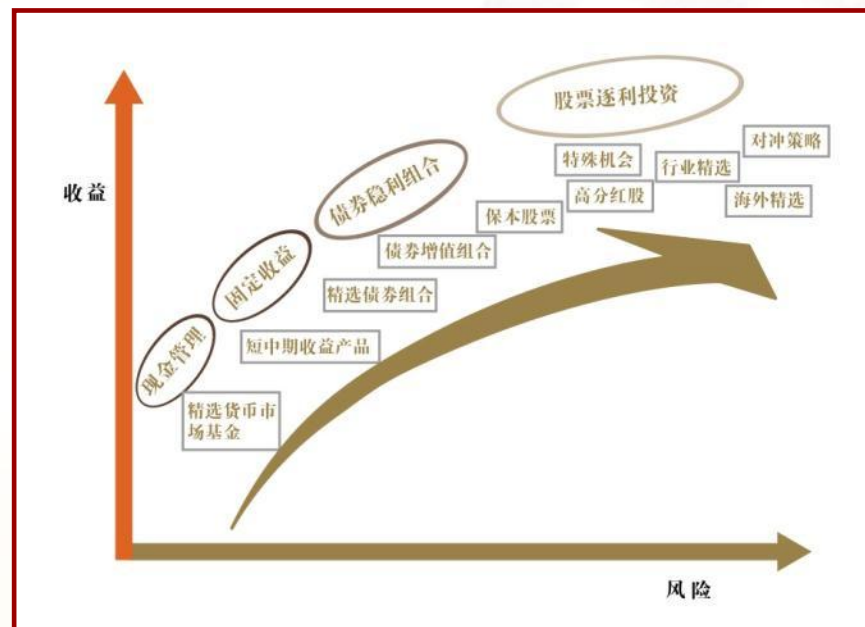 股票逐利投资
对冲策略
特殊机会
行业精选
收益
债券稳利组合
高分红股
海外精选
保本股票
债券增值组合
固定收益
精选债券组合
短中期收益产品
现金管理
精选货币市
场基金
风险